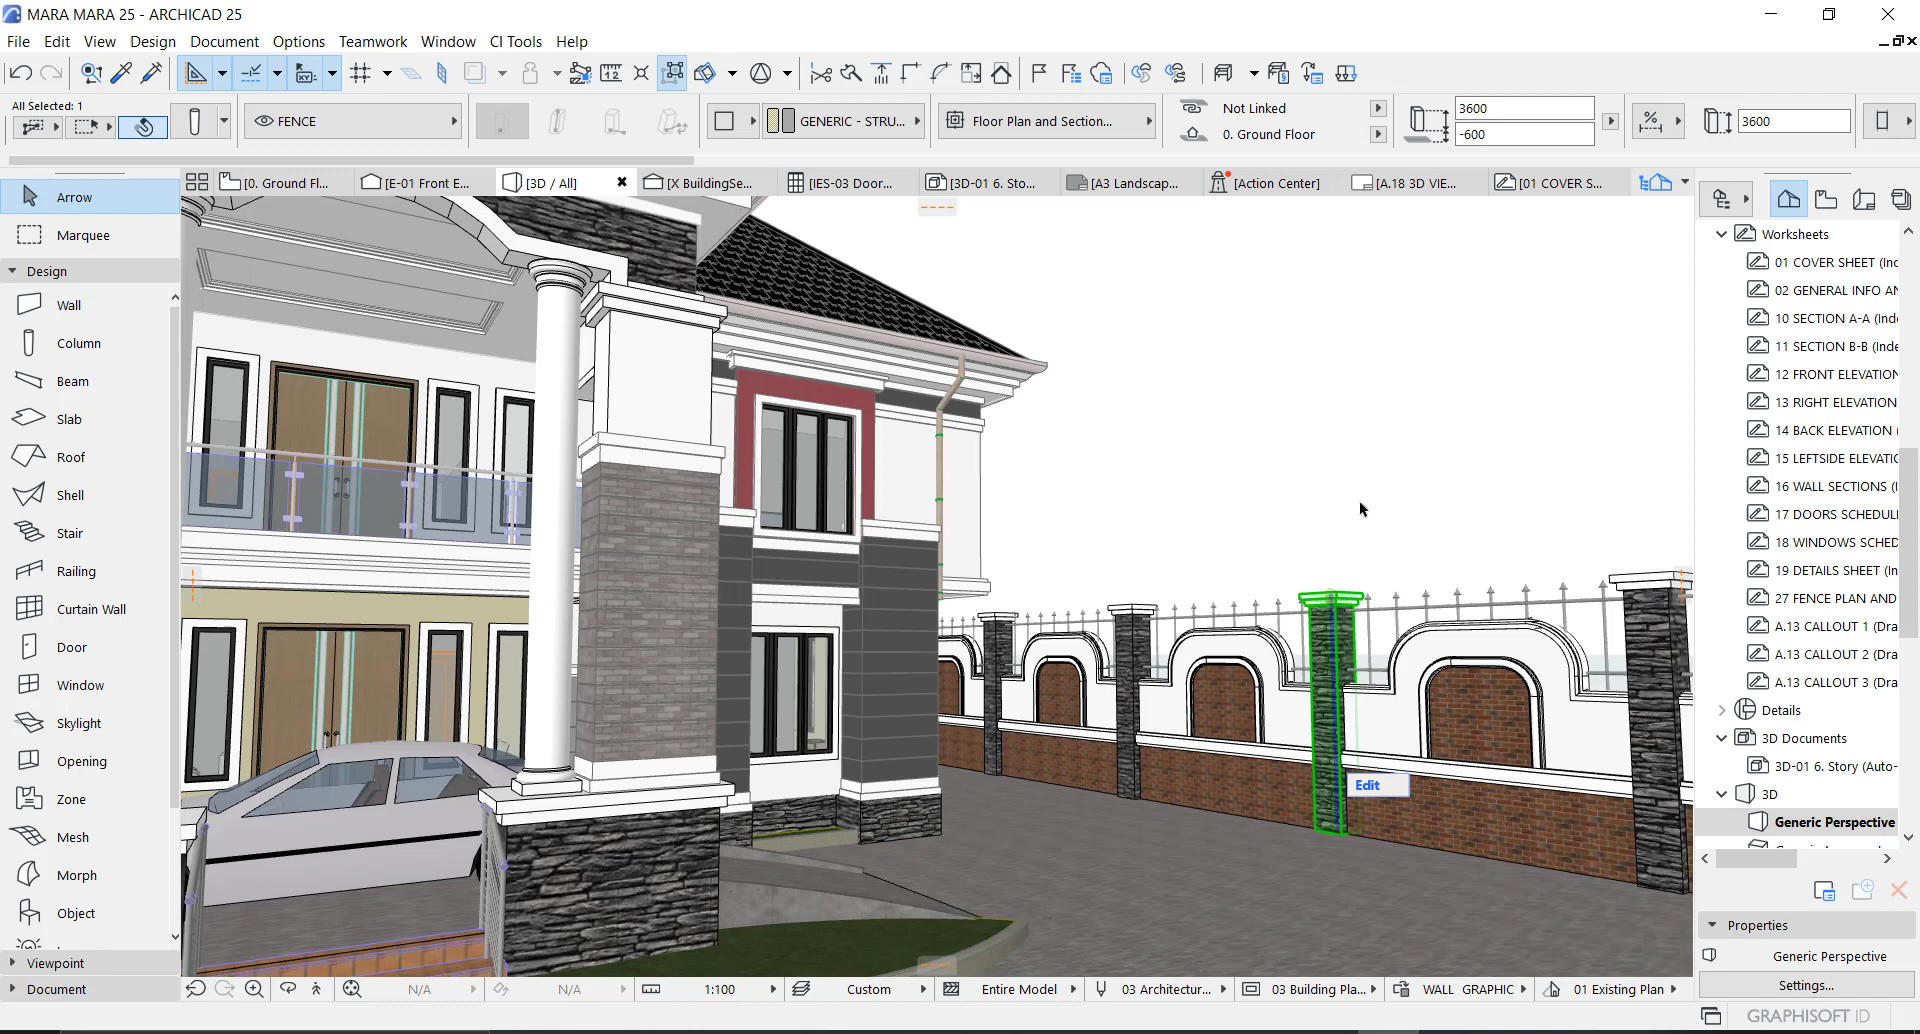 MARA MARA 25 - ARCHICAD 25
File Edit View Design Document Options Teamwork Window CI Tools Help
All Selected: 1
FENCE
GENERIC - STRU...
Floor Plan and Section...
Not Linked
0. Ground Floor
3600
-600
3600
[0. Ground Fl...
[E-01 Front E...
[3D / All]
[X BuildingSe...
[IES-03 Door...
[3D-01 6. Sto...
[A3 Landscap...
[Action Center]
[A.18 3D VIE...
[01 COVER S...
Arrow
Marquee
Design
Wall
Column
Beam
Slab
Roof
Shell
Stair
Railing
Curtain Wall
Door
Window
Skylight
Opening
Zone
Mesh
Morph
Object
Viewpoint
Document
Edit
Worksheets
01 COVER SHEET (Inc
02 GENERAL INFO AN
10 SECTION A-A (Inde
11 SECTION B-B (Inde
12 FRONT ELEVATION
13 RIGHT ELEVATION
14 BACK ELEVATION (
15 LEFTSIDE ELEVATIO
16 WALL SECTIONS (I
17 DOORS SCHEDUL
18 WINDOWS SCHED
19 DETAILS SHEET (In
27 FENCE PLAN AND
A.13 CALLOUT 1 (Dra
A.13 CALLOUT 2 (Dra
A.13 CALLOUT 3 (Dra
Details
3D Documents
3D-01 6. Story (Auto-
3D
Generic Perspective
Properties
Generic Perspective
Settings...
N/A
N/A
1:100
Custom
Entire Model
03 Architectur...
03 Building Pla...
WALL GRAPHIC
01 Existing Plan
GRAPHISOFT ID